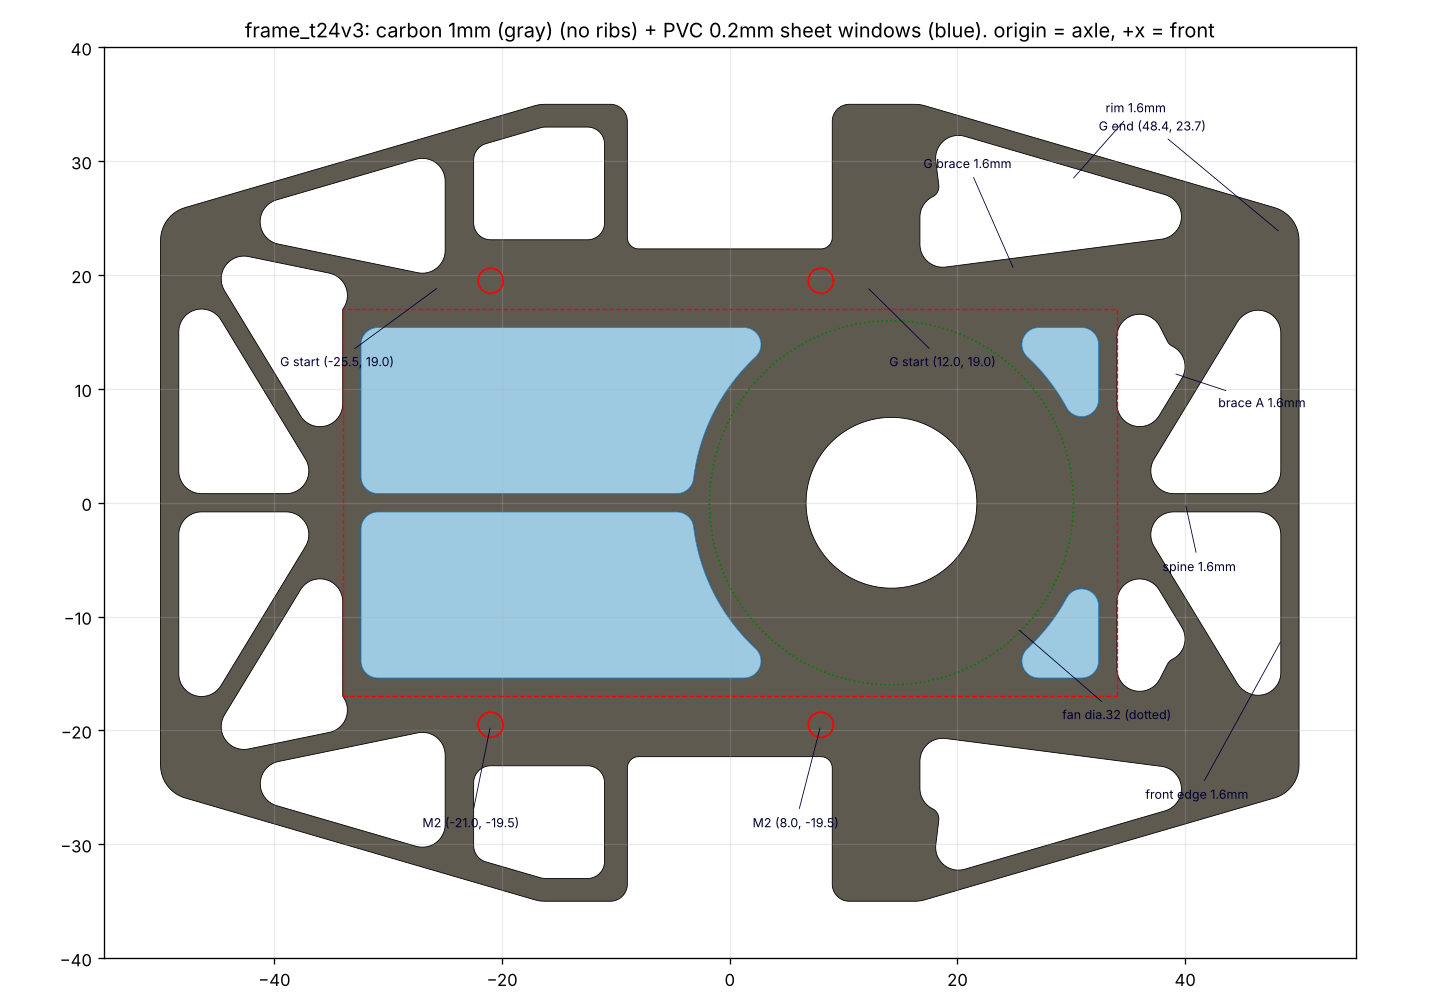 frame_t24v3: carbon 1mm (gray) (no ribs) + PVC 0.2mm sheet windows (blue). origin = axle, +x = front
40
30
20
10
0
−10
−20
−30
−40
−40
−20
0
20
40
rim 1.6mm
G end (48.4, 23.7)
G brace 1.6mm
G start (-25.5, 19.0)
G start (12.0, 19.0)
brace A 1.6mm
spine 1.6mm
fan dia.32 (dotted)
front edge 1.6mm
M2 (-21.0, -19.5)
M2 (8.0, -19.5)